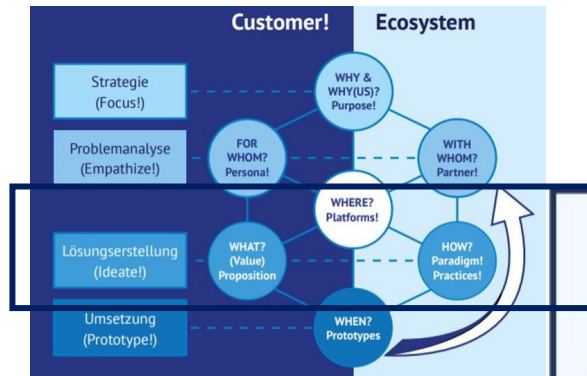 Customer!
Ecosystem
Strategie
(Focus!)
WHY &
WHY(US)?
Purpose!
Problemanalyse
(Empathize!)
FOR
WHOM?
Persona!
WITH
WHOM?
Partner!
WHERE?
Platforms!
Lösungserstellung
(Ideate!)
WHAT?
(Value)
Proposition
HOW?
Paradigm!
Practices!
Umsetzung
(Prototype!)
WHEN?
Prototypes